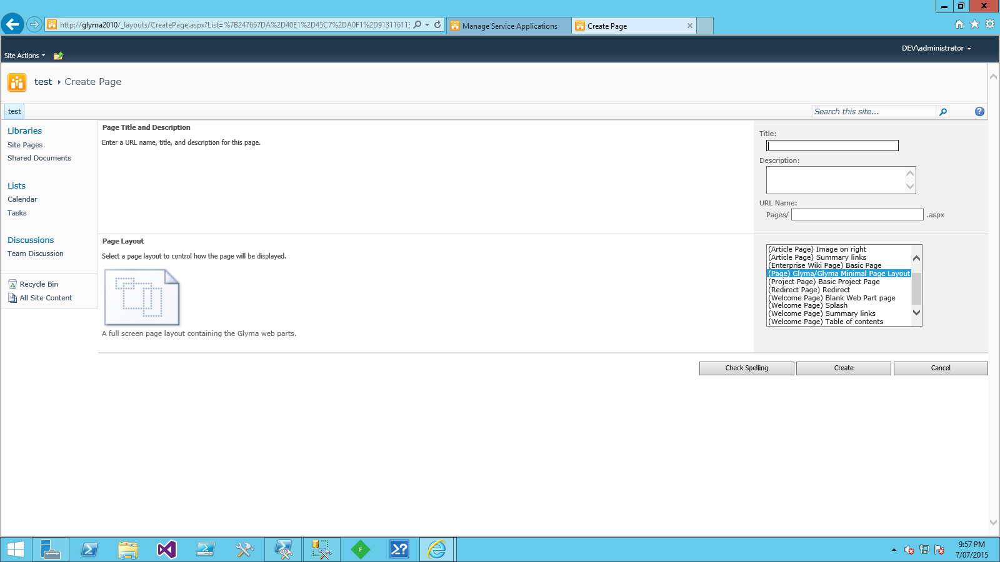 http://glyma2010/_layouts/CreatePage.aspx?List=%7B247667DA%2D40E1%2D45C7%2DA0F1%2D91311611
Manage Service Applications
Create Page
Site Actions
DEV\administrator
test
Create Page
test
Search this site...
Libraries
Site Pages
Shared Documents
Lists
Calendar
Tasks
Discussions
Team Discussion
Recycle Bin
All Site Content
Page Title and Description
Enter a URL name, title, and description for this page.
Title:
Description:
URL Name:
Pages/ .aspx
Page Layout
Select a page layout to control how the page will be displayed.
A full screen page layout containing the Glyma web parts.
(Article Page) Image on right
(Article Page) Summary links
(Enterprise Wiki Page) Basic Page
(Page) Glyma/Glyma Minimal Page Layout
(Project Page) Basic Project Page
(Redirect Page) Redirect
(Welcome Page) Blank Web Part page
(Welcome Page) Splash
(Welcome Page) Summary links
(Welcome Page) Table of contents
Check Spelling
Create
Cancel
F
9:57 PM
7/07/2015